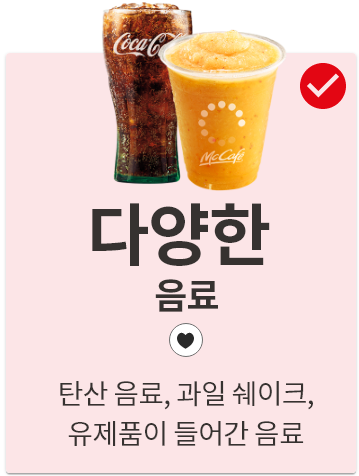 Coca-Cola
McCafé
다양한
음료
탄산 음료, 과일 쉐이크,
유제품이 들어간 음료